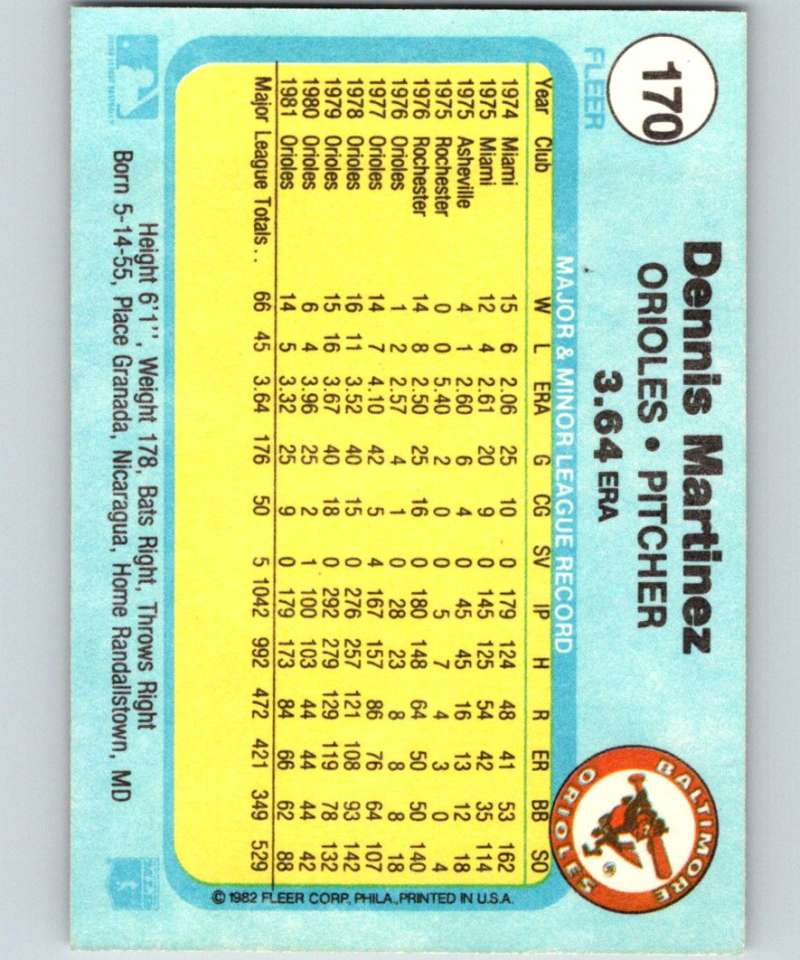 170
FLEER
Dennis Martinez
ORIOLES • PITCHER
3.64 ERA
BALTIMORE
ORIOLES
MAJOR & MINOR LEAGUE RECORD
Year Club W L ERA G CG SV IP H R ER BB SO
1974 Miami 15 6 2.06 25 10 0 179 124 48 41 53 162
1975 Miami 12 4 2.61 20 9 0 145 125 54 42 35 114
1975 Asheville 4 1 2.60 6 4 0 45 45 16 13 12 18
1975 Rochester 0 0 5.40 2 0 0 5 7 4 3 0 4
1976 Rochester 14 8 2.50 25 16 0 180 148 64 50 50 140
1976 Orioles 1 2 2.57 4 1 0 28 23 8 8 8 18
1977 Orioles 14 7 4.10 42 5 4 167 157 86 76 64 107
1978 Orioles 16 11 3.52 40 15 0 276 257 121 108 93 142
1979 Orioles 15 16 3.67 40 18 0 292 279 129 119 78 132
1980 Orioles 6 4 3.96 25 2 1 100 103 44 44 44 42
1981 Orioles 14 5 3.32 25 9 0 179 173 84 66 62 88
Major League Totals . . 66 45 3.64 176 50 5 1042 992 472 421 349 529
© 1982 FLEER CORP., PHILA., PRINTED IN U.S.A.
Height 6'1", Weight 178, Bats Right, Throws Right
Born 5-14-55, Place Granada, Nicaragua, Home Randallstown, MD